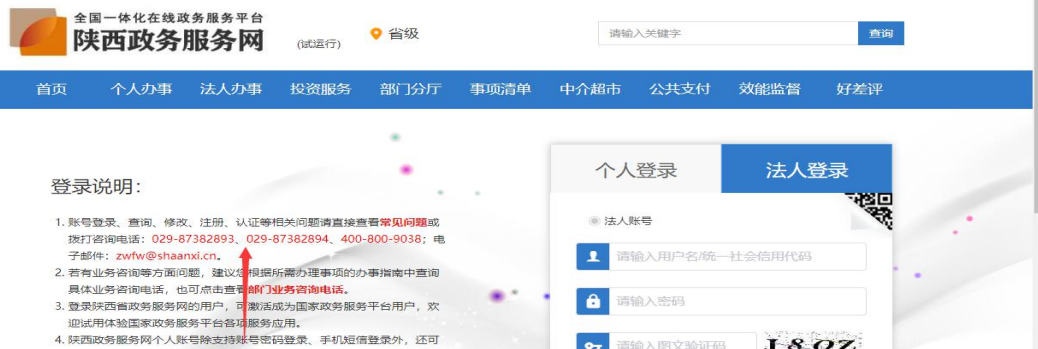 全国一体化在线政务服务平台
陕西政务服务网
(试运行)
省级
请输入关键字
查询
首页 个人办事 法人办事 投资服务 部门分厅 事项清单 中介超市 公共支付 效能监督 好差评
登录说明：
1. 账号登录、查询、修改、注册、认证等相关问题请直接查看常见问题或
拨打咨询电话：029-87382893、029-87382894、400-800-9038；电
子邮件：zwfw@shaanxi.cn。
2. 若有业务咨询等方面问题，建议您根据所需办理事项的办事指南中查询
具体业务咨询电话，也可点击查看部门业务咨询电话。
3. 登录陕西省政务服务网的用户，可激活成为国家政务服务平台用户，欢
迎试用体验国家政务服务平台各项服务应用。
4. 陕西政务服务网个人账号除支持账号密码登录、手机短信登录外，还可
个人登录
法人登录
法人账号
请输入用户名/统一社会信用代码
请输入密码
请输入图文验证码